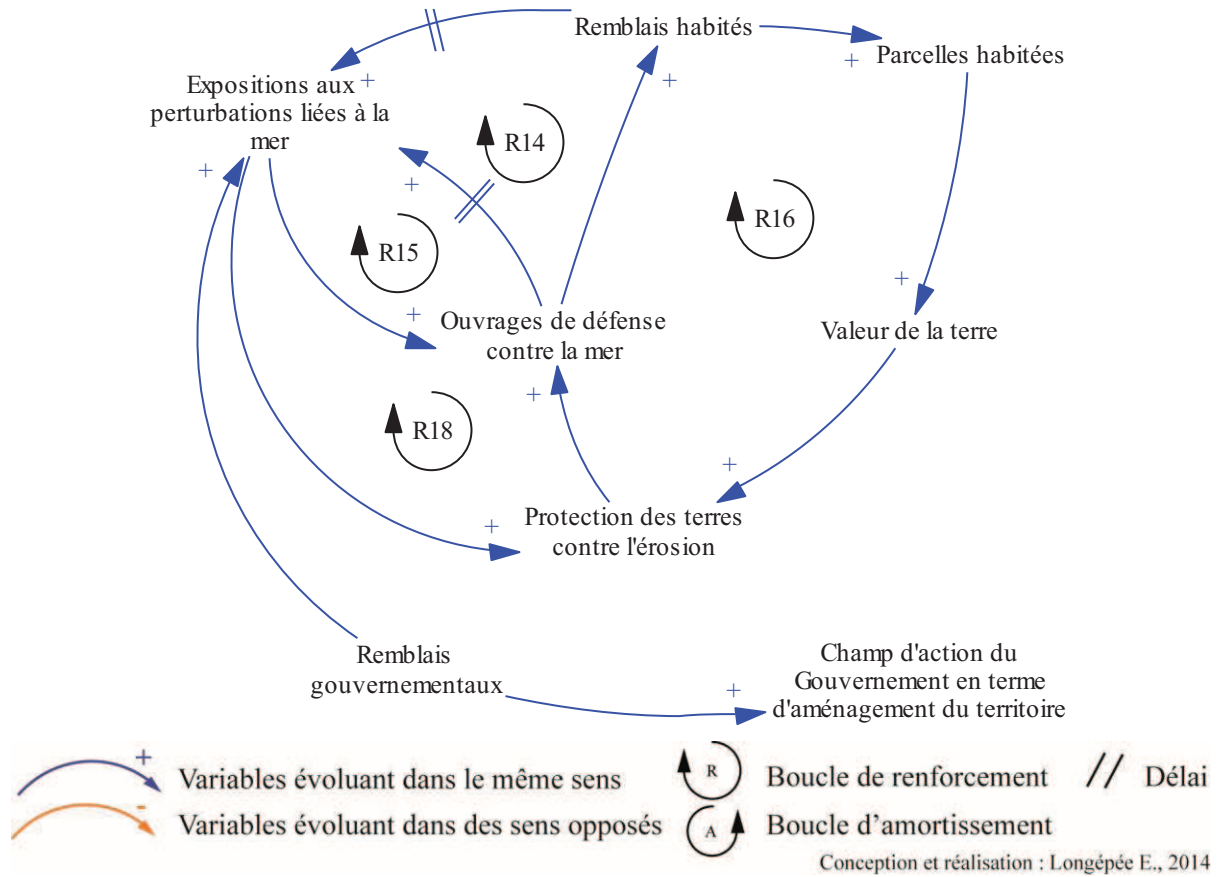 Remblais habités
+
Parcelles habitées
+
Expositions aux
perturbations liées à la
mer
+
+
R14
+
R16
R15
+
+
Ouvrages de défense
contre la mer
Valeur de la terre
+
R18
+
+
Protection des terres
contre l'érosion
+
Remblais
gouvernementaux
+
Champ d'action du
Gouvernement en terme
d'aménagement du territoire
+
Variables évoluant dans le même sens
R
Boucle de renforcement
//
Délai
-
Variables évoluant dans des sens opposés
A
Boucle d’amortissement
Conception et réalisation : Longépée E., 2014